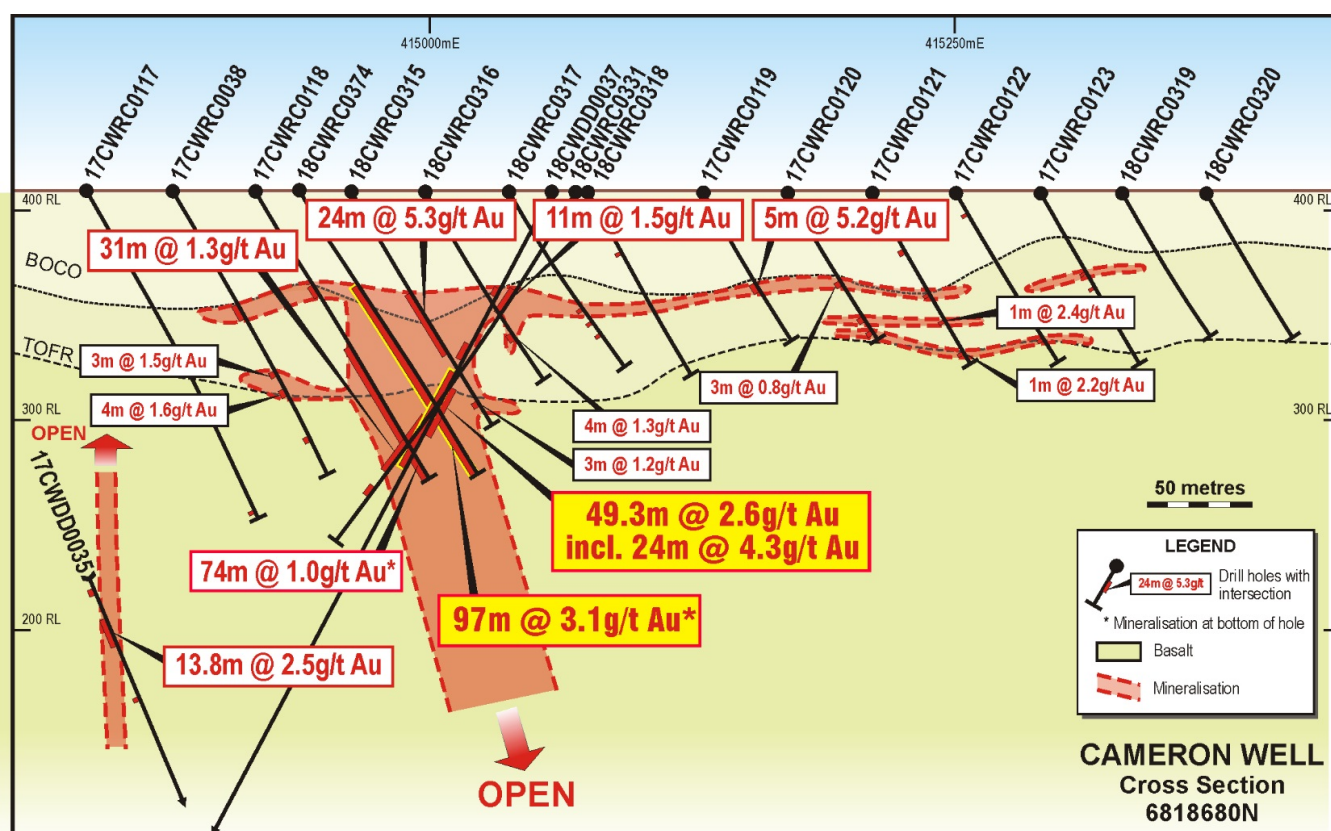 415000mE
415250mE
17CWRC0117
17CWRC0038
17CWRC0118
18CWRC0374
18CWRC0315
18CWRC0316
18CWRC0317
18CWDD0037
18CWRC0331
18CWRC0318
17CWRC0119
17CWRC0120
17CWRC0121
17CWRC0122
17CWRC0123
18CWRC0319
18CWRC0320
400 RL
400 RL
24m @ 5.3g/t Au
11m @ 1.5g/t Au
5m @ 5.2g/t Au
31m @ 1.3g/t Au
BOCO
1m @ 2.4g/t Au
TOFR
3m @ 1.5g/t Au
3m @ 0.8g/t Au
1m @ 2.2g/t Au
4m @ 1.6g/t Au
300 RL
300 RL
4m @ 1.3g/t Au
OPEN
3m @ 1.2g/t Au
17CWDD0035
49.3m @ 2.6g/t Au
incl. 24m @ 4.3g/t Au
50 metres
74m @ 1.0g/t Au*
97m @ 3.1g/t Au*
200 RL
13.8m @ 2.5g/t Au
LEGEND
24m @ 5.3g/t
Drill holes with
intersection
* Mineralisation at bottom of hole
Basalt
Mineralisation
OPEN
CAMERON WELL
Cross Section
6818680N